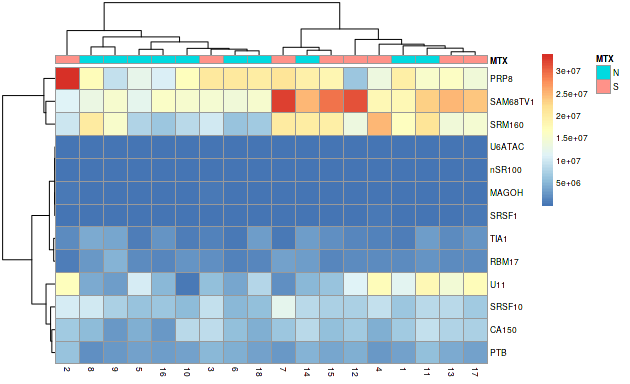 MTX
PRP8
SAM68TV1
SRM160
U6ATAC
nSR100
MAGOH
SRSF1
TIA1
RBM17
U11
SRSF10
CA150
PTB
2 8 9 5 16 10 3 6 18 7 14 15 12 4 1 11 13 17
3e+07
2.5e+07
2e+07
1.5e+07
1e+07
5e+06
MTX
N
S